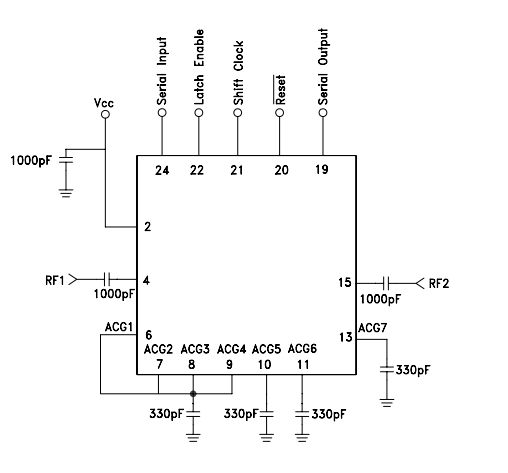 Serial Input
Latch Enable
Shift Clock
Reset
Serial Output
Vcc
1000pF
24 22 21 20 19
2
RF1
4
1000pF
15
RF2
1000pF
ACG1
6
13
ACG7
ACG2 ACG3 ACG4 ACG5 ACG6
7 8 9 10 11
330pF
330pF 330pF 330pF